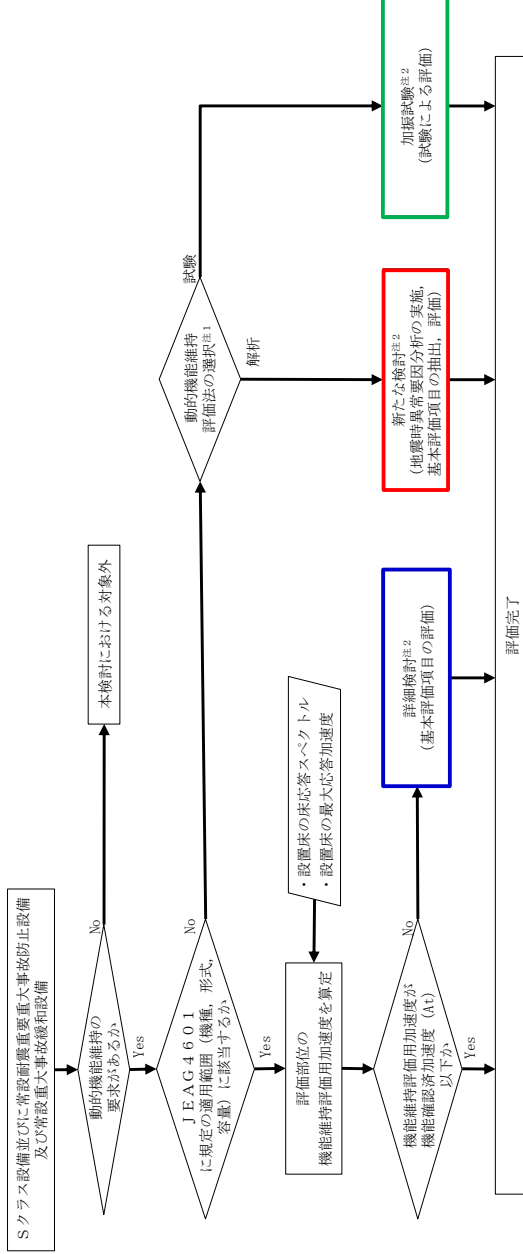 Sクラス設備並びに常設耐震重要重大事故防止設備
及び常設重大事故緩和設備
動的機能維持の
要求があるか
No
本検討における対象外
Yes
JEAG4601
に規定の適用範囲（機種，形式，
容量）に該当するか
No
動的機能維持
評価法の選択注1
試験
解析
Yes
評価部位の
機能維持評価用加速度を算定
・設置床の床応答スペクトル
・設置床の最大応答加速度
機能維持評価用加速度が
機能確認済加速度（At）
以下か
No
Yes
詳細検討注2
(基本評価項目の評価)
新たな検討注2
(地震時異常要因分析の実施，
基本評価項目の抽出，評価)
加振試験注2
(試験による評価)
評価完了